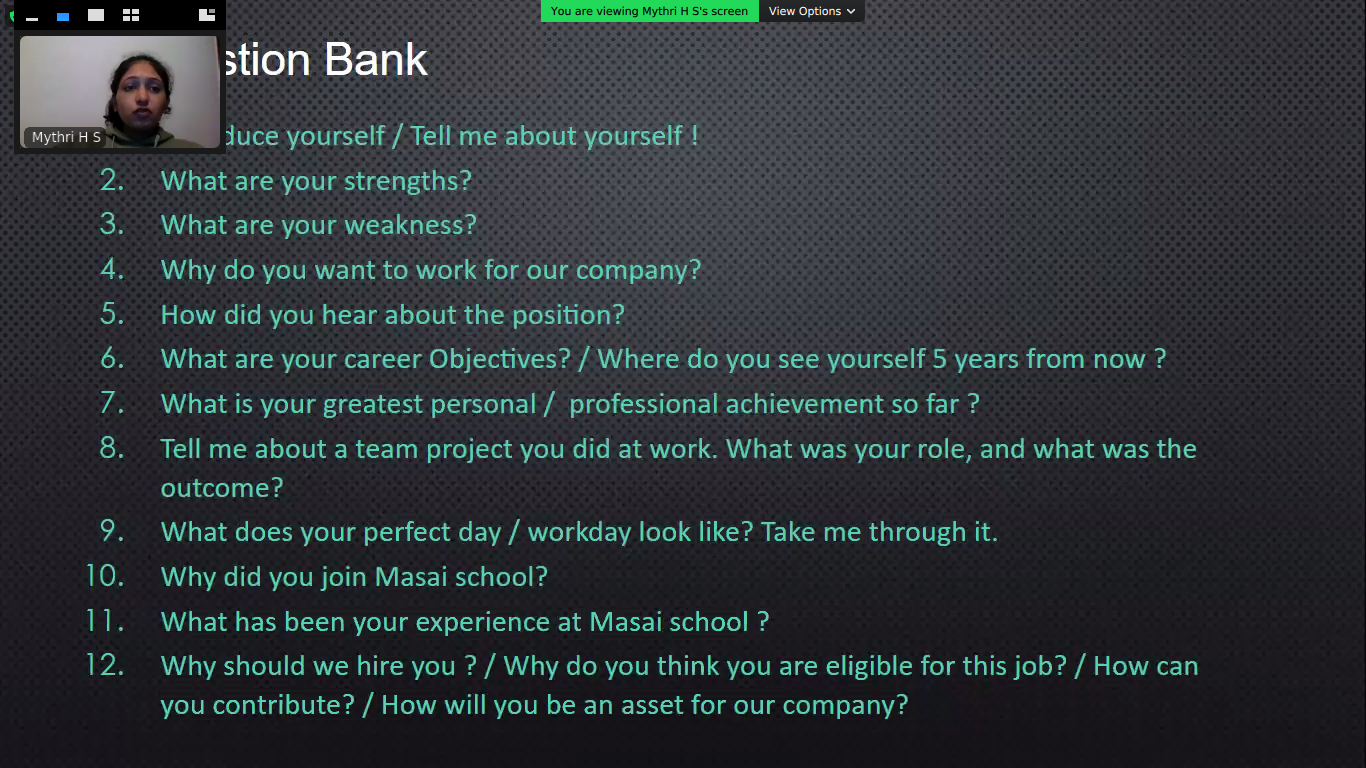 You are viewing Mythri H S's screen View Options
stion Bank
Mythri H S
duce yourself / Tell me about yourself !
2. What are your strengths?
3. What are your weakness?
4. Why do you want to work for our company?
5. How did you hear about the position?
6. What are your career Objectives? / Where do you see yourself 5 years from now ?
7. What is your greatest personal / professional achievement so far ?
8. Tell me about a team project you did at work. What was your role, and what was the
outcome?
9. What does your perfect day / workday look like? Take me through it.
10. Why did you join Masai school?
11. What has been your experience at Masai school ?
12. Why should we hire you ? / Why do you think you are eligible for this job? / How can
you contribute? / How will you be an asset for our company?